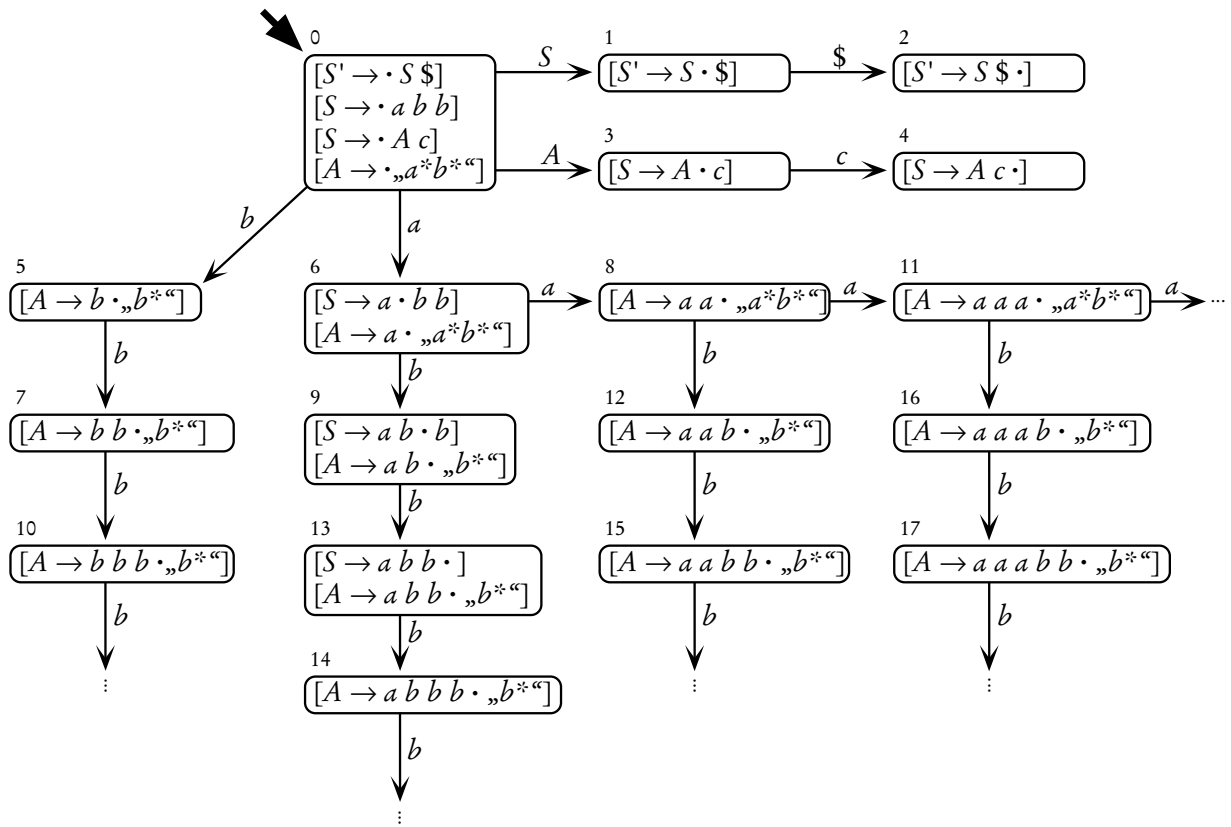 0
[S' → · S $]
[S → · a b b]
[S → · A c]
[A → ·„a*b*“]
S
1
[S' → S · $]
$
2
[S' → S $ ·]
A
3
[S → A · c]
c
4
[S → A c ·]
b
a
5
[A → b ·„b*“]
6
[S → a · b b]
[A → a · „a*b*“]
a
8
[A → a a · „a*b*“]
a
11
[A → a a a · „a*b*“]
a
...
b
b
b
b
7
[A → b b ·„b*“]
9
[S → a b · b]
[A → a b · „b*“]
12
[A → a a b · „b*“]
16
[A → a a a b · „b*“]
b
b
b
b
10
[A → b b b ·„b*“]
13
[S → a b b · ]
[A → a b b · „b*“]
15
[A → a a b b · „b*“]
17
[A → a a a b b · „b*“]
b
b
b
b
...
14
[A → a b b b · „b*“]
...
...
b
...